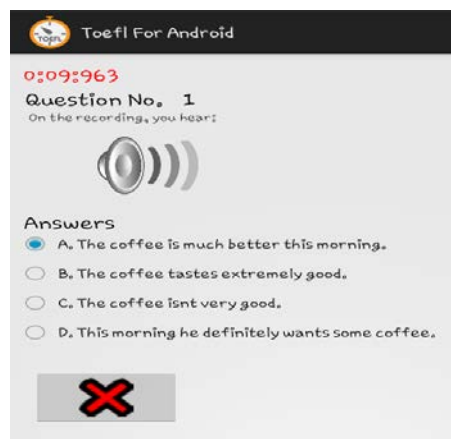 TOEFL
Toefl For Android
0:09:963
Question No. 1
On the recording, you hear:
Answers
A. The coffee is much better this morning.
B. The coffee tastes extremely good.
C. The coffee isnt very good.
D. This morning he definitely wants some coffee.